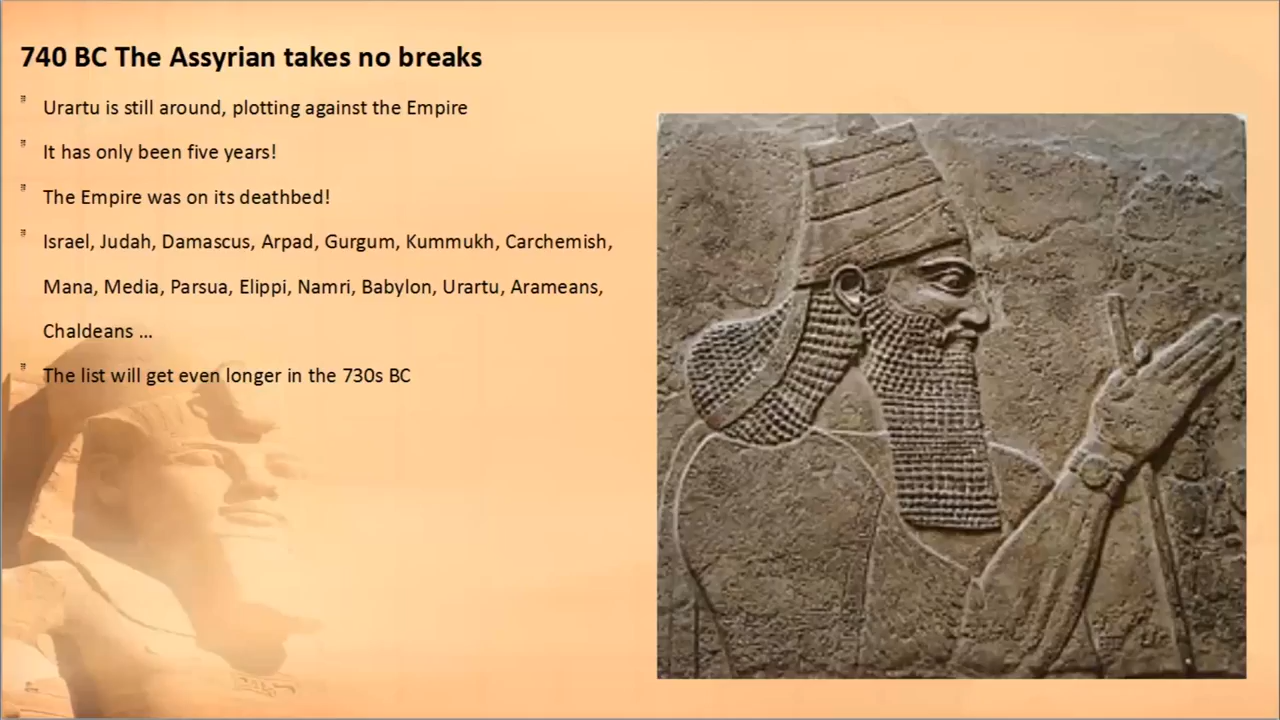 740 BC The Assyrian takes no breaks
Urartu is still around, plotting against the Empire
It has only been five years!
The Empire was on its deathbed!
Israel, Judah, Damascus, Arpad, Gurgum, Kummukh, Carchemish,
Mana, Media, Parsua, Elippi, Namri, Babylon, Urartu, Arameans,
Chaldeans ...
The list will get even longer in the 730s BC